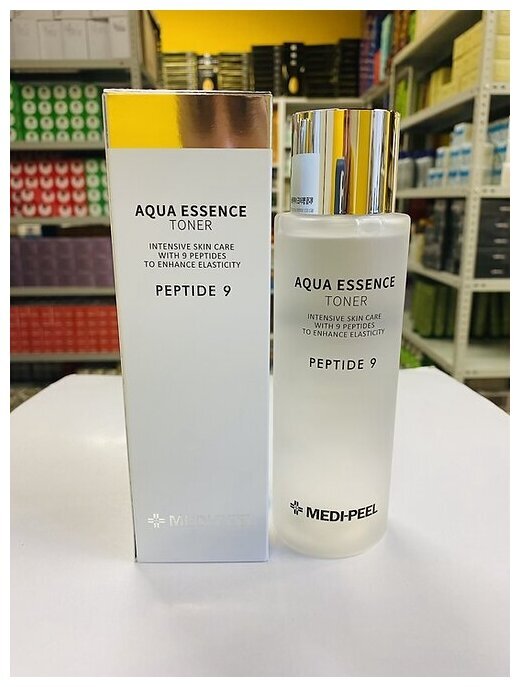 AQUA ESSENCE
TONER
INTENSIVE SKIN CARE
WITH 9 PEPTIDES
TO ENHANCE ELASTICITY
PEPTIDE 9
MEDI-PEEL
AQUA ESSENCE
TONER
INTENSIVE SKIN CARE
WITH 9 PEPTIDES
TO ENHANCE ELASTICITY
PEPTIDE 9
MEDI-PEEL